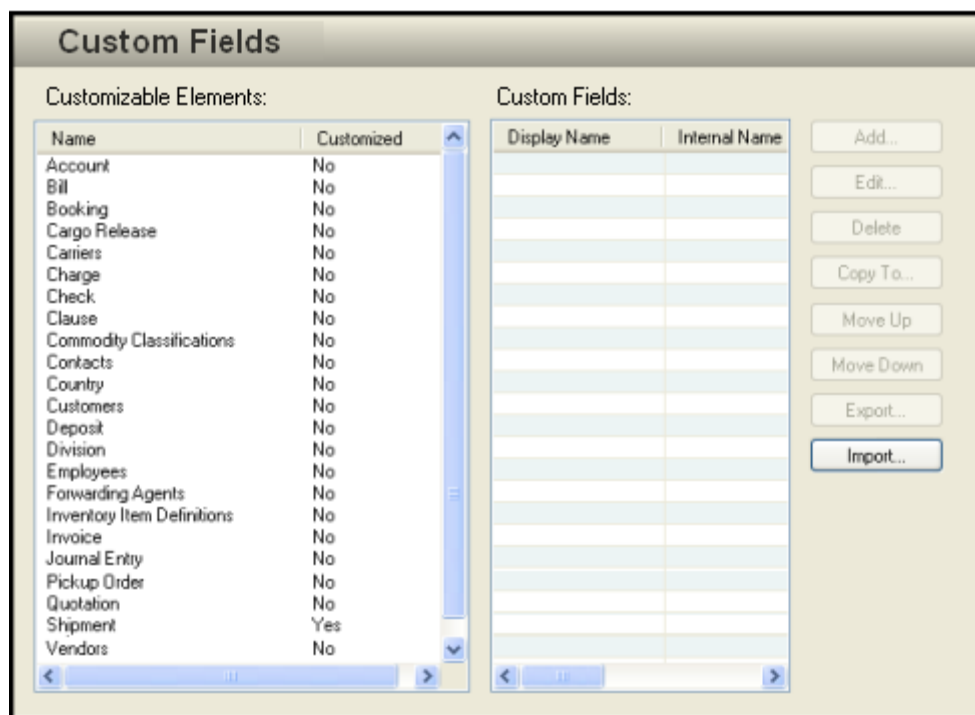 Custom Fields
Customizable Elements:
Name Customized
Account No
Bill No
Booking No
Cargo Release No
Carriers No
Charge No
Check No
Clause No
Commodity Classifications No
Contacts No
Country No
Customers No
Deposit No
Division No
Employees No
Forwarding Agents No
Inventory Item Definitions No
Invoice No
Journal Entry No
Pickup Order No
Quotation No
Shipment Yes
Vendors No
Custom Fields:
Display Name Internal Name
Add...
Edit...
Delete
Copy To...
Move Up
Move Down
Export...
Import...